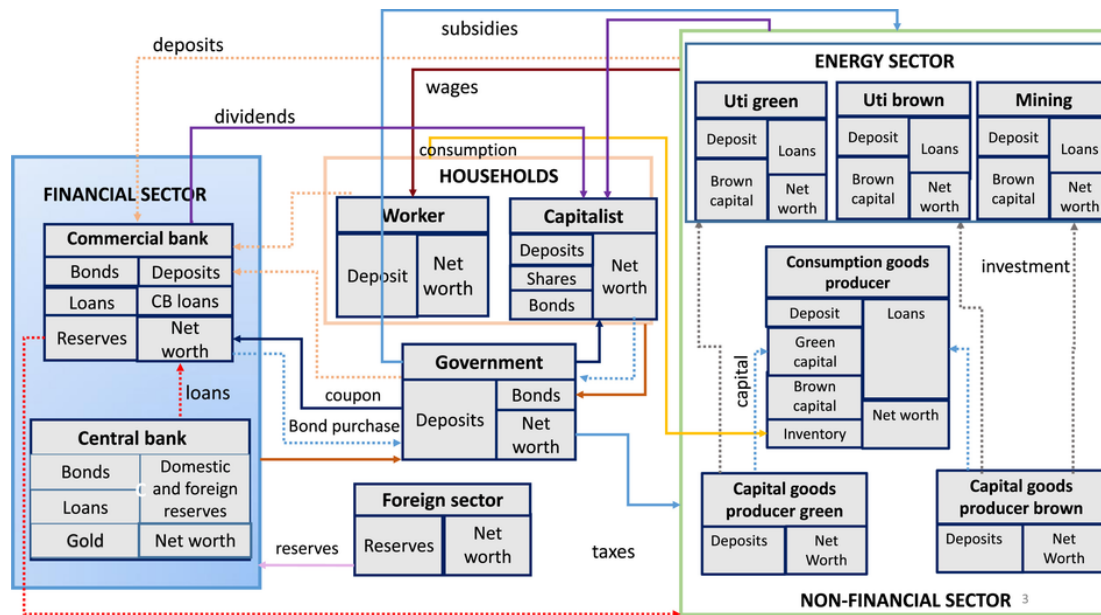 subsidies
deposits
wages
dividends
consumption
ENERGY SECTOR
Uti green
Deposit
Loans
Brown
capital
Net
worth
Uti brown
Deposit
Loans
Brown
capital
Net
worth
Mining
Deposit
Loans
Brown
capital
Net
worth
FINANCIAL SECTOR
Commercial bank
Bonds
Deposits
Loans
CB loans
Reserves
Net
worth
HOUSEHOLDS
Worker
Deposit
Net
worth
Capitalist
Deposits
Shares
Bonds
Net
worth
Consumption goods
producer
Deposit
Loans
Green
capital
Brown
capital
Inventory
Net worth
investment
capital
loans
coupon
Bond purchase
Government
Deposits
Bonds
Net
worth
Central bank
Bonds
Loans
Gold
C
Domestic
and foreign
reserves
Net worth
Foreign sector
Reserves
Net
worth
reserves
taxes
Capital goods
producer green
Deposits
Net
Worth
Capital goods
producer brown
Deposits
Net
Worth
NON-FINANCIAL SECTOR
3